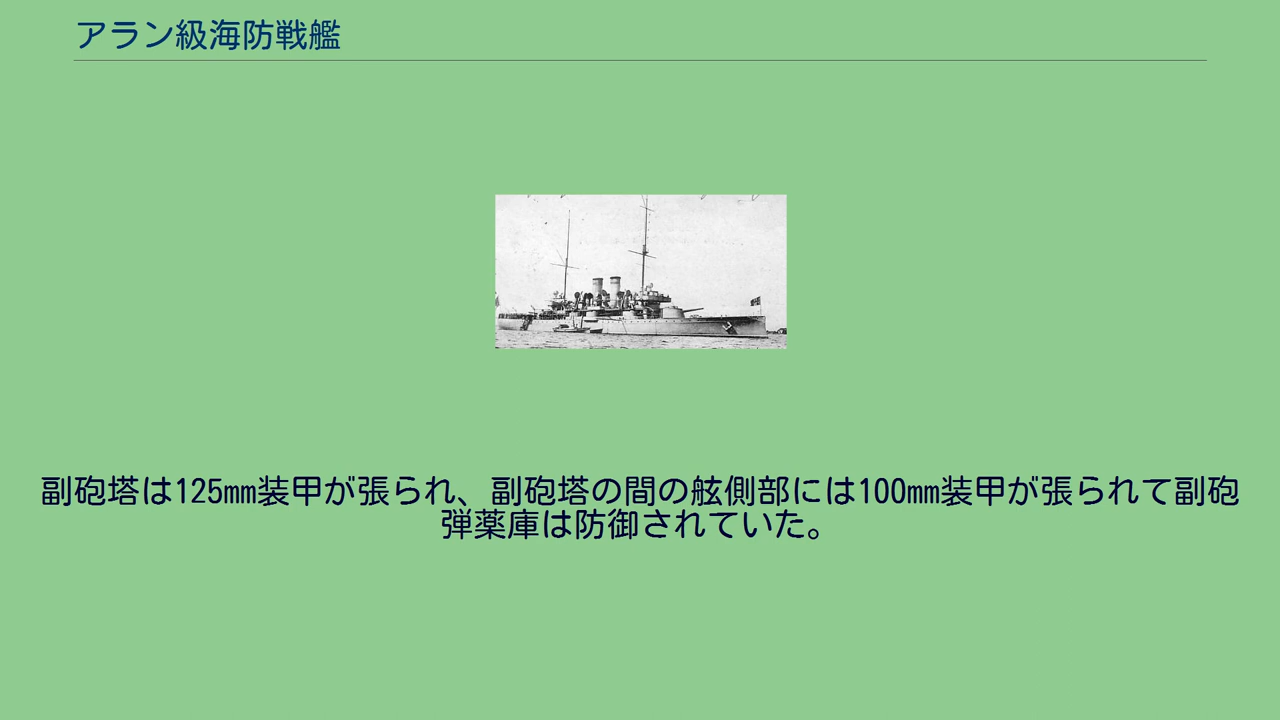 アラン級海防戦艦
副砲塔は125mm装甲が張られ、副砲塔の間の舷側部には100mm装甲が張られて副砲
弾薬庫は防御されていた。